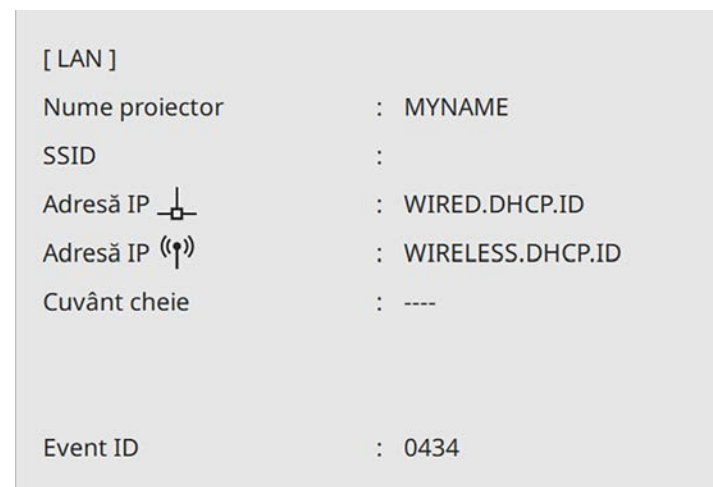 [ LAN ]
Nume proiector : MYNAME
SSID :
Adresă IP : WIRED.DHCP.ID
Adresă IP : WIRELESS.DHCP.ID
Cuvânt cheie : ----
Event ID : 0434